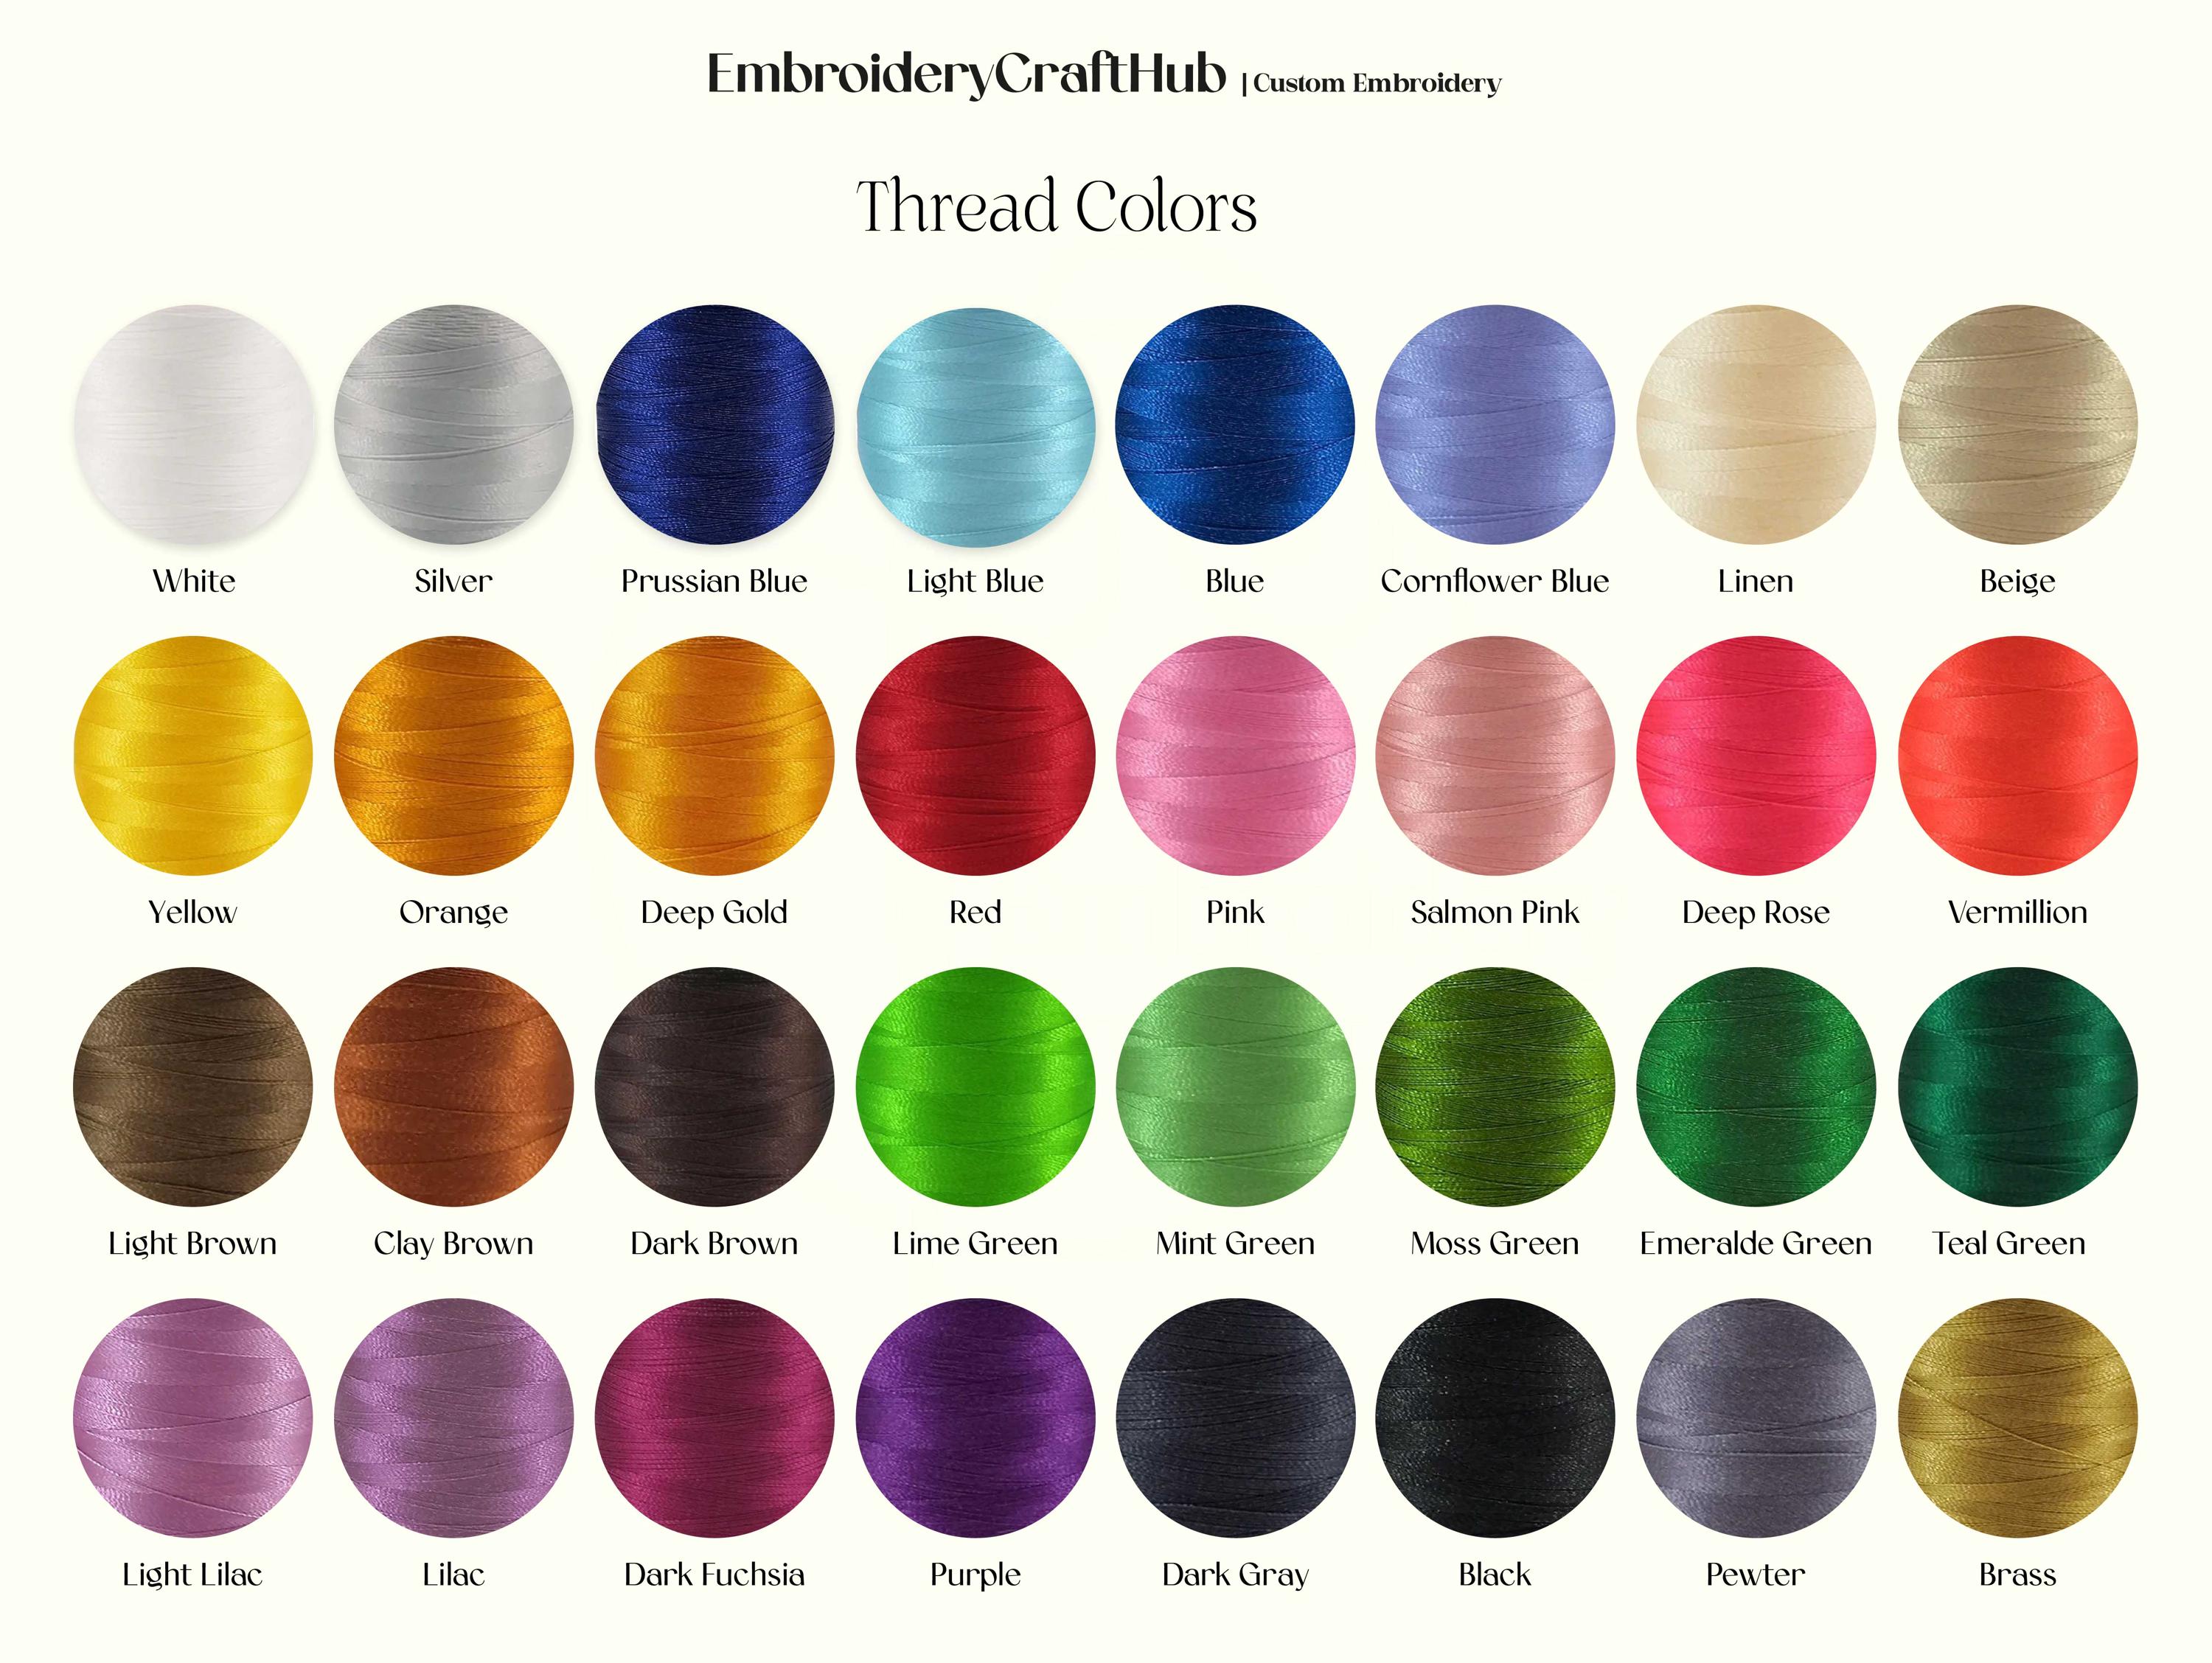 EmbroideryCraftHub | Custom Embroidery
Thread Colors
White Silver Prussian Blue Light Blue Blue Cornflower Blue Linen Beige
Yellow Orange Deep Gold Red Pink Salmon Pink Deep Rose Vermillion
Light Brown Clay Brown Dark Brown Lime Green Mint Green Moss Green Emeralde Green Teal Green
Light Lilac Lilac Dark Fuchsia Purple Dark Gray Black Pewter Brass